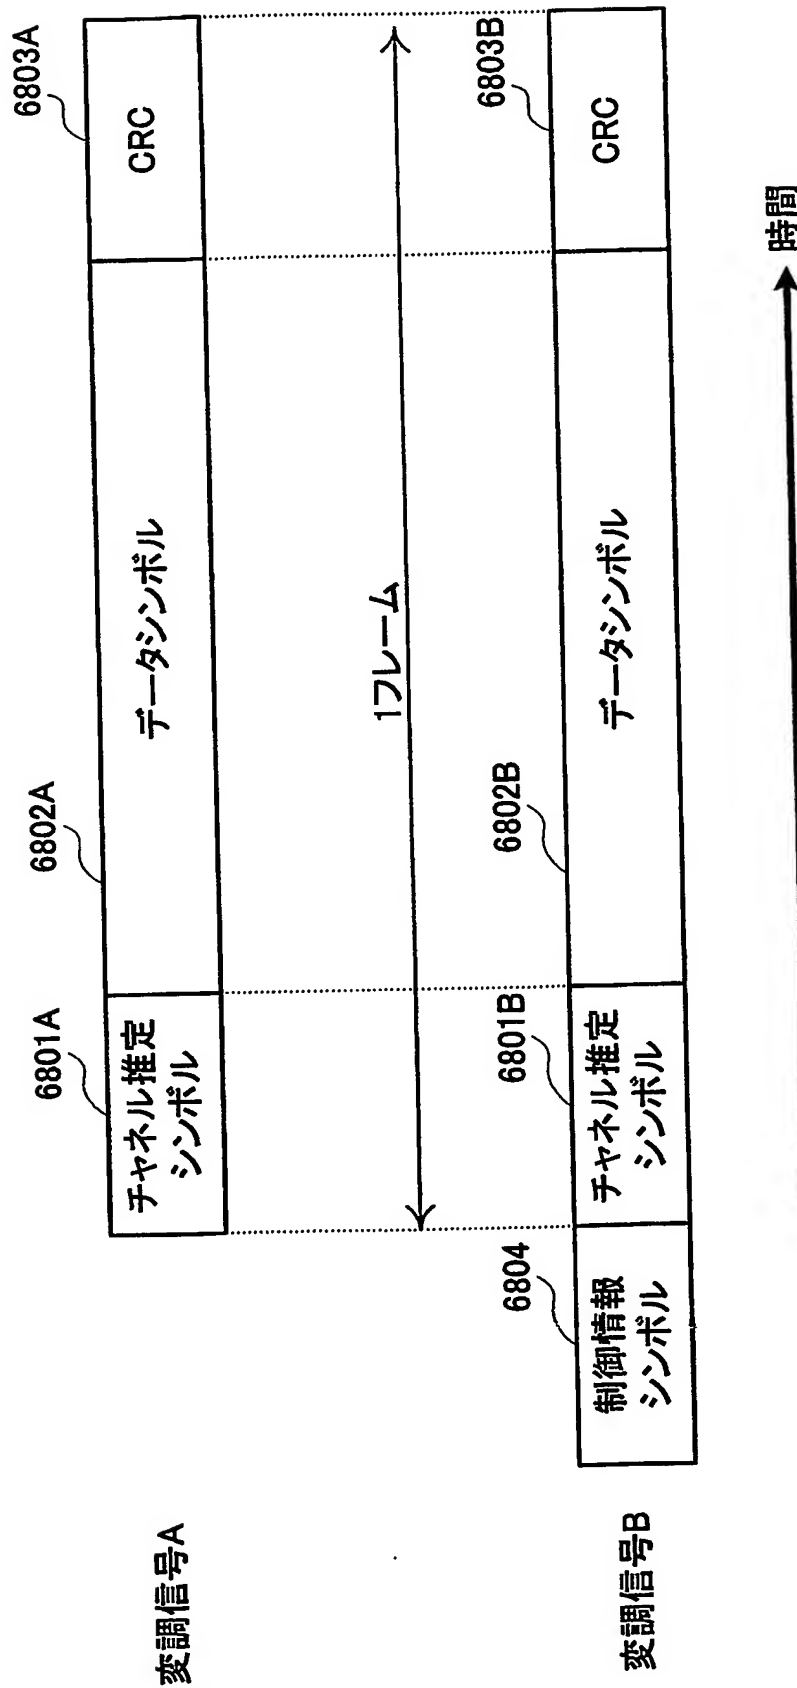 6801A
6802A
6803A
変調信号A
チャネル推定
シンボル
データシンボル
CRC
1フレーム
6804
6801B
6802B
6803B
変調信号B
制御情報
シンボル
チャネル推定
シンボル
データシンボル
CRC
時間